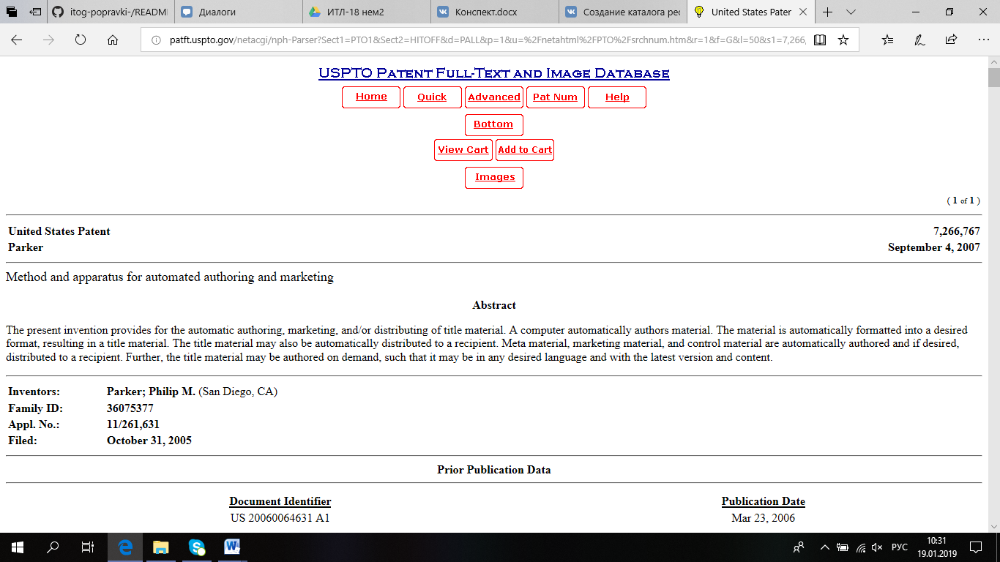 itog-popravki-/READMI
Диалоги
ИТЛ-18 нем2
Конспект.docx
Создание каталога рес
United States Pater
patft.uspto.gov/netacgi/nph-Parser?Sect1=PTO1&Sect2=HITOFF&d=PALL&p=1&u=%2Fnetahtml%2FPTO%2Fsrchnum.htm&r=1&f=G&l=50&s1=7,266,
USPTO Patent Full-Text and Image Database
Home Quick Advanced Pat Num Help
Bottom
View Cart Add to Cart
Images
( 1 of 1 )
United States Patent 7,266,767
Parker September 4, 2007
Method and apparatus for automated authoring and marketing
Abstract
The present invention provides for the automatic authoring, marketing, and/or distributing of title material. A computer automatically authors material. The material is automatically formatted into a desired
format, resulting in a title material. The title material may also be automatically distributed to a recipient. Meta material, marketing material, and control material are automatically authored and if desired,
distributed to a recipient. Further, the title material may be authored on demand, such that it may be in any desired language and with the latest version and content.
Inventors: Parker; Philip M. (San Diego, CA)
Family ID: 36075377
Appl. No.: 11/261,631
Filed: October 31, 2005
Prior Publication Data
Document Identifier Publication Date
US 20060064631 A1 Mar 23, 2006
РУС
10:31
19.01.2019